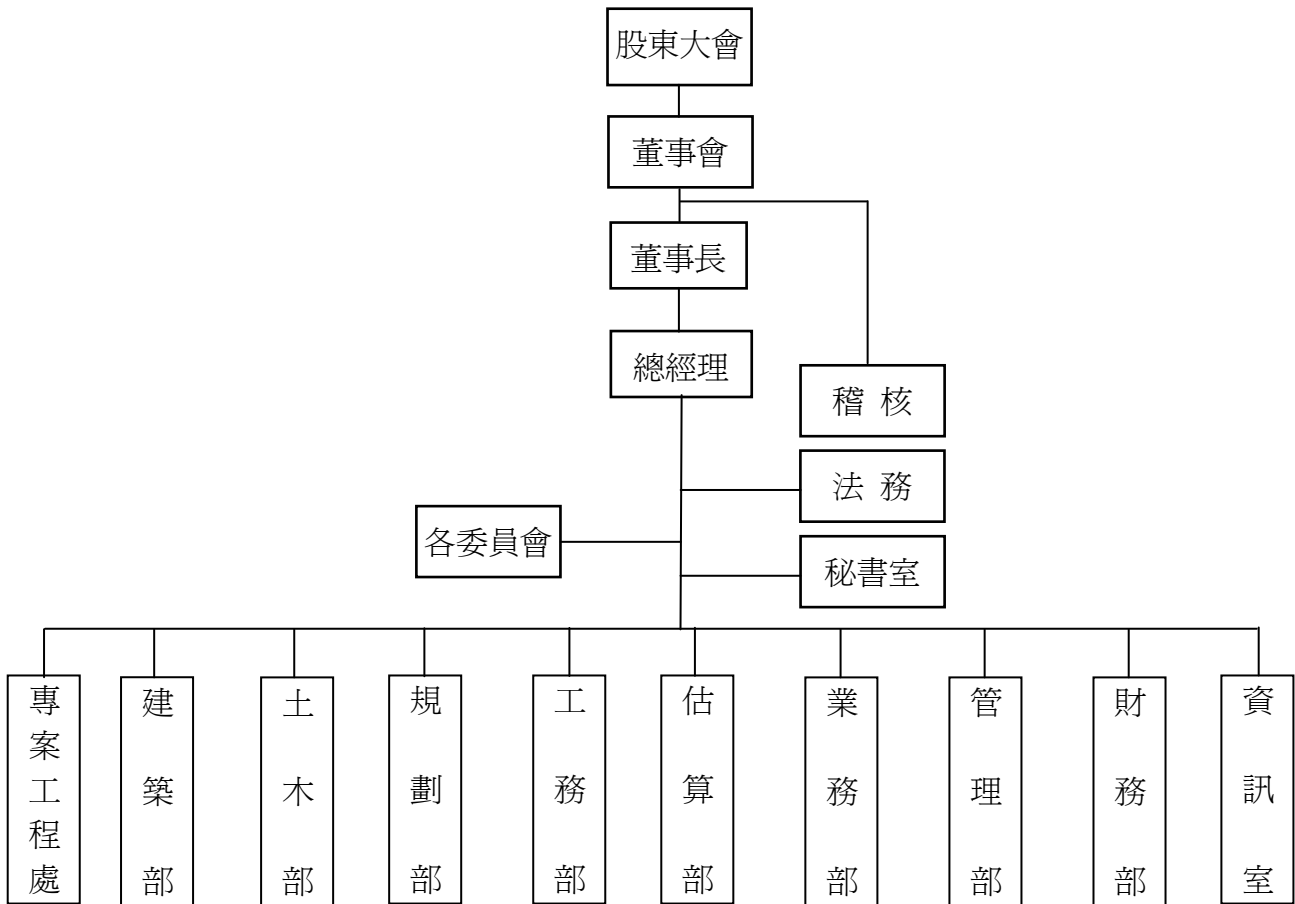 股東大會
董事會
董事長
總經理
稽 核
法 務
各委員會
秘書室
專案工程處
建築部
土木部
規劃部
工務部
估算部
業務部
管理部
財務部
資訊室